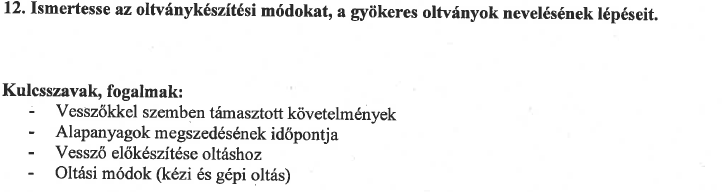 12. Ismertesse az oltványkészítési módokat, a gyökeres oltványok nevelésének lépéseit.
Kulcsszavak, fogalmak:
- Vesszőkkel szemben támasztott követelmények
- Alapanyagok megszedésének időpontja
- Vessző előkészítése oltáshoz
- Oltási módok (kézi és gépi oltás)